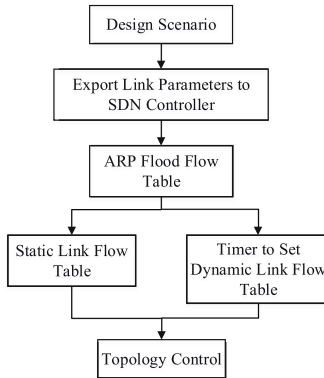 Design Scenario
Export Link Parameters to
SDN Controller
ARP Flood Flow
Table
Static Link Flow
Table
Timer to Set
Dynamic Link Flow
Table
Topology Control